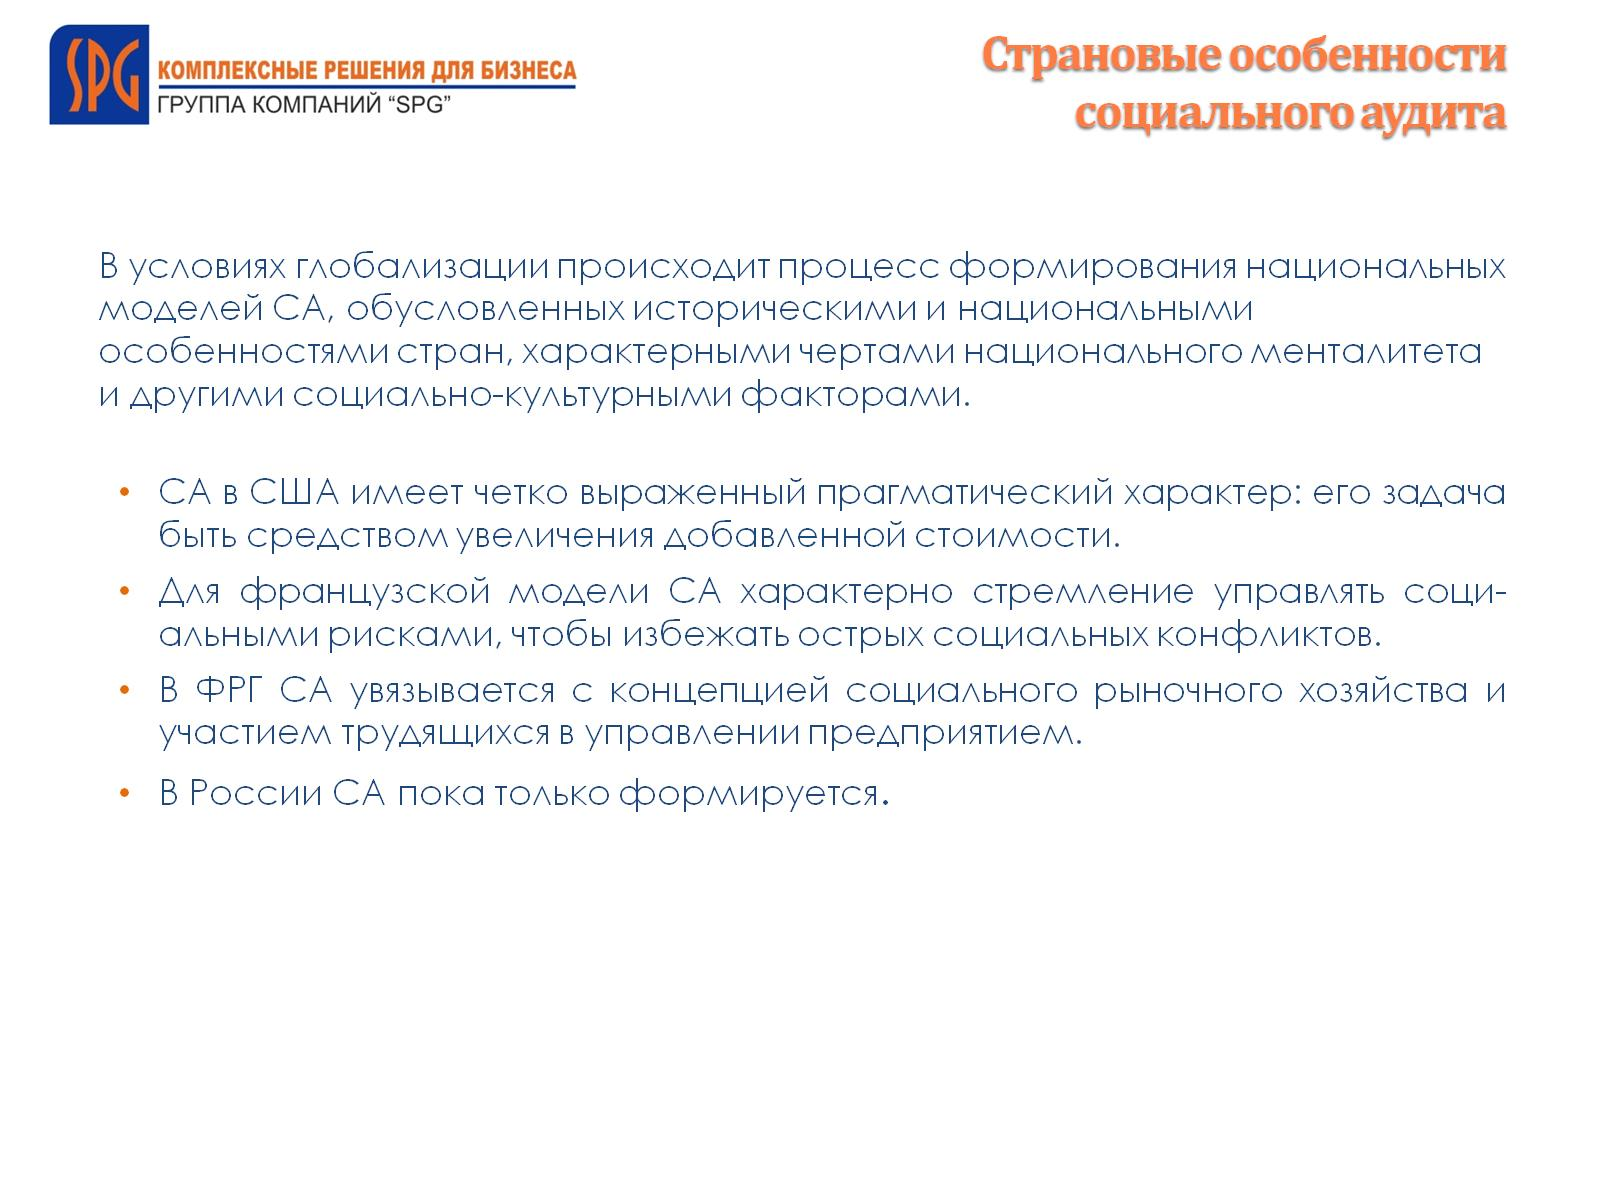 SPG
КОМПЛЕКСНЫЕ РЕШЕНИЯ ДЛЯ БИЗНЕСА
ГРУППА КОМПАНИЙ “SPG”
Страновые особенности
социального аудита
В условиях глобализации происходит процесс формирования национальных
моделей СА, обусловленных историческими и национальными
особенностями стран, характерными чертами национального менталитета
и другими социально-культурными факторами.
• СА в США имеет четко выраженный прагматический характер: его задача
быть средством увеличения добавленной стоимости.
• Для французской модели СА характерно стремление управлять соци-
альными рисками, чтобы избежать острых социальных конфликтов.
• В ФРГ СА увязывается с концепцией социального рыночного хозяйства и
участием трудящихся в управлении предприятием.
• В России СА пока только формируется.